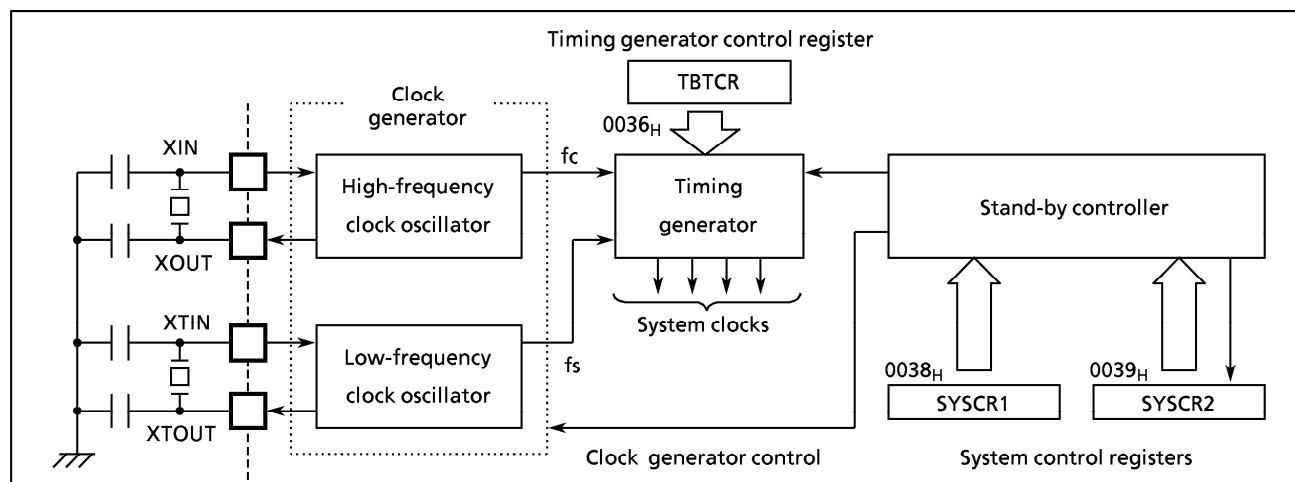 Timing generator control register
TBTCR
Clock
generator
0036H
XIN
fc
High-frequency
clock oscillator
Timing
generator
Stand-by controller
XOUT
XTIN
System clocks
Low-frequency
clock oscillator
fs
0038H
0039H
SYSCR1
SYSCR2
XTOUT
Clock generator control
System control registers